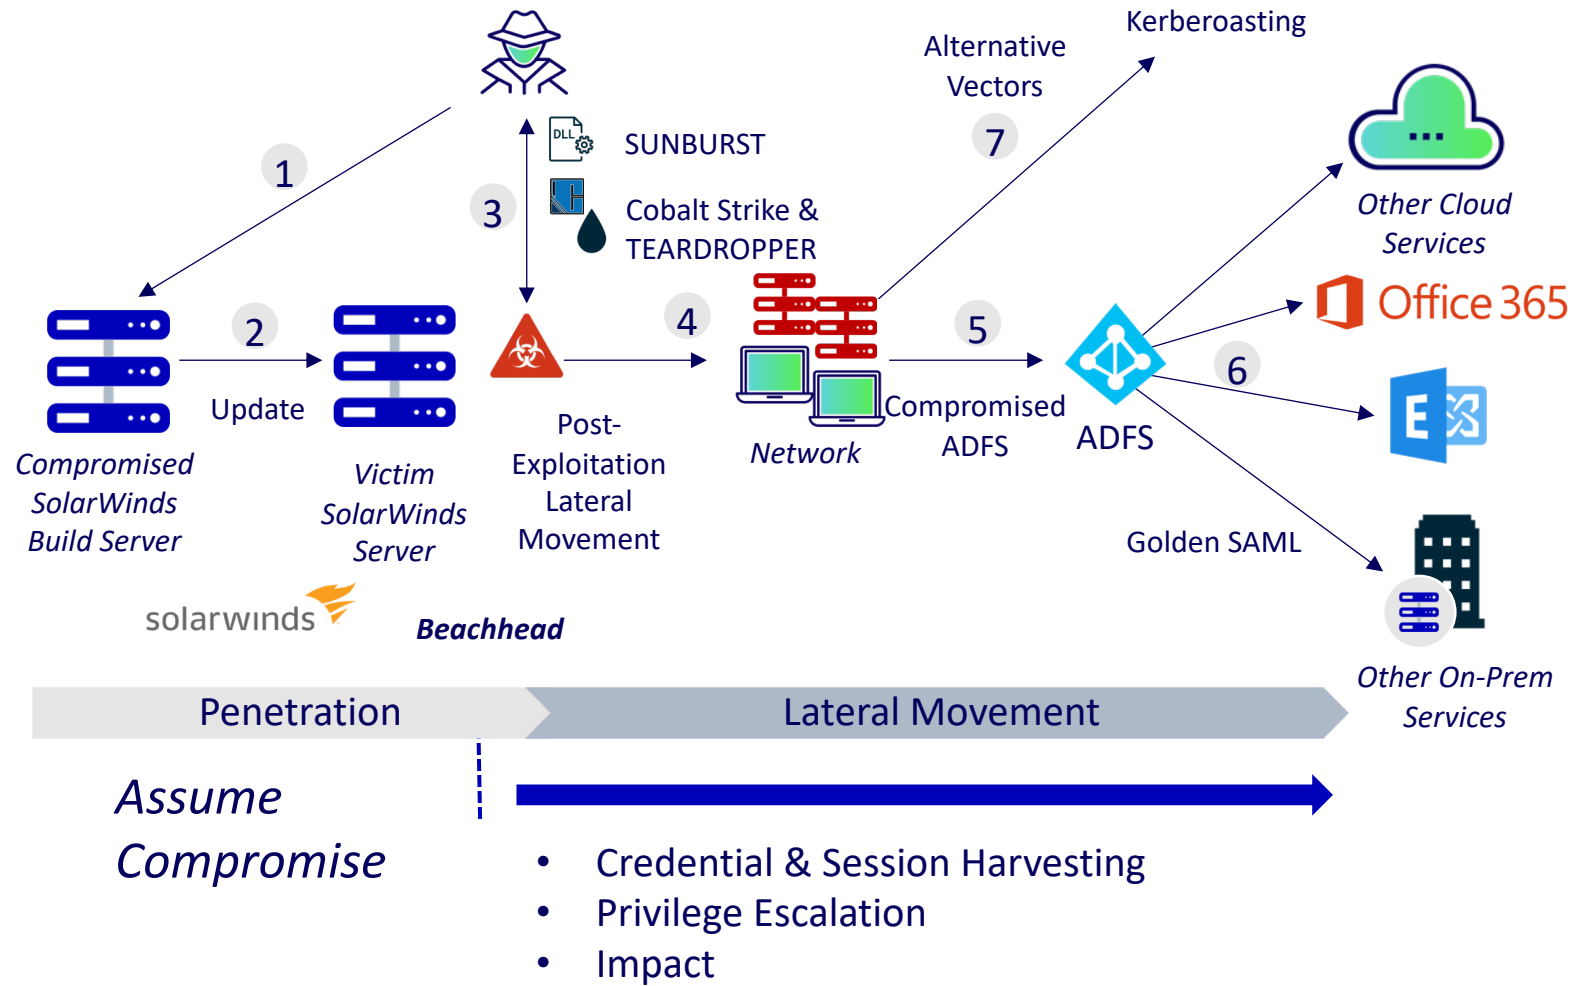 Kerberoasting
Alternative
Vectors
7
DLL
SUNBURST
1
3
Cobalt Strike &
TEARDROPPER
Other Cloud
Services
2
4
5
Office 365
6
Update
Compromised
SolarWinds
Build Server
Victim
SolarWinds
Server
Post-
Exploitation
Lateral
Movement
Network
Compromised
ADFS
ADFS
E
Golden SAML
solarwinds
Beachhead
Other On-Prem
Services
Penetration
Lateral Movement
Assume
Compromise
• Credential & Session Harvesting
• Privilege Escalation
• Impact